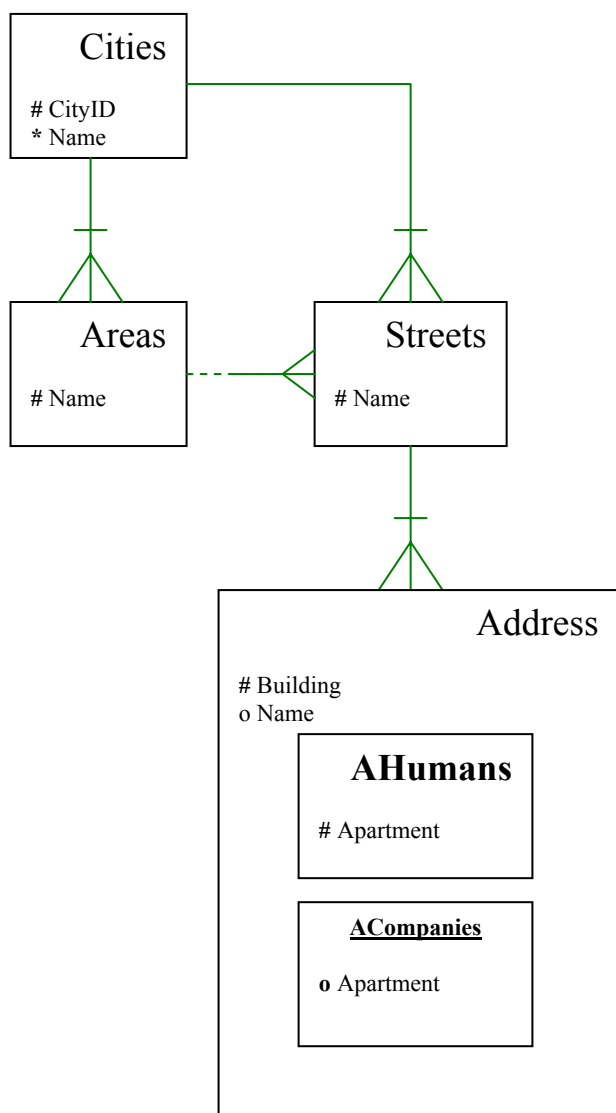 Cities
# CityID
* Name
Areas
# Name
Streets
# Name
Address
# Building
o Name
AHumans
# Apartment
ACompanies
o Apartment